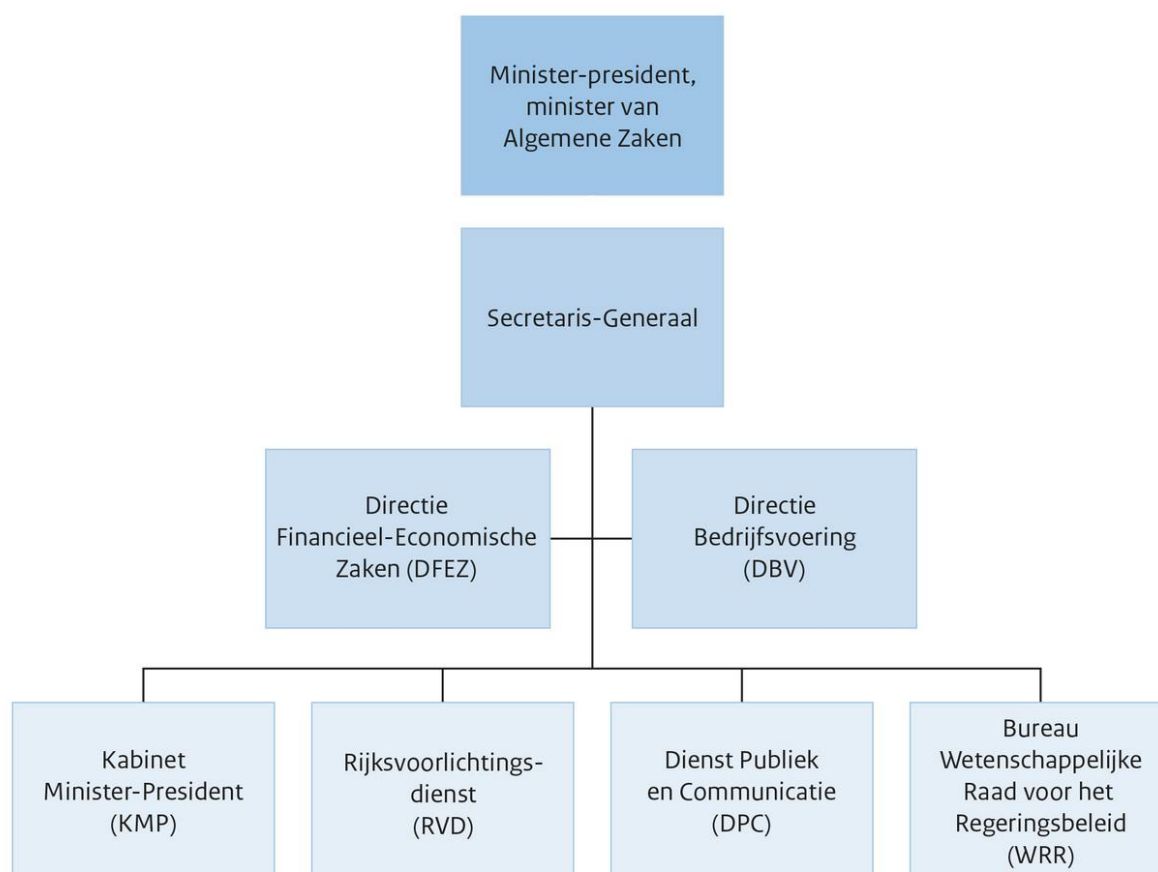 Minister-president,
minister van
Algemene Zaken
Secretaris-Generaal
Directie
Financieel-Economische
Zaken (DFEZ)
Directie
Bedrijfsvoering
(DBV)
Kabinet
Minister-President
(KMP)
Rijksvoorlichtings-
dienst
(RVD)
Dienst Publiek
en Communicatie
(DPC)
Bureau
Wetenschappelijke
Raad voor het
Regeringsbeleid
(WRR)